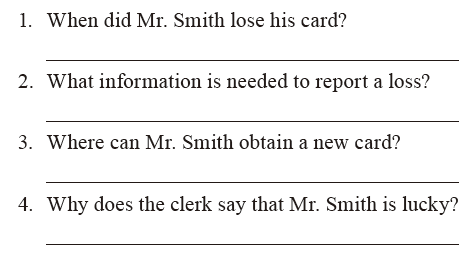 1. When did Mr. Smith lose his card?
2. What information is needed to report a loss?
3. Where can Mr. Smith obtain a new card?
4. Why does the clerk say that Mr. Smith is lucky?